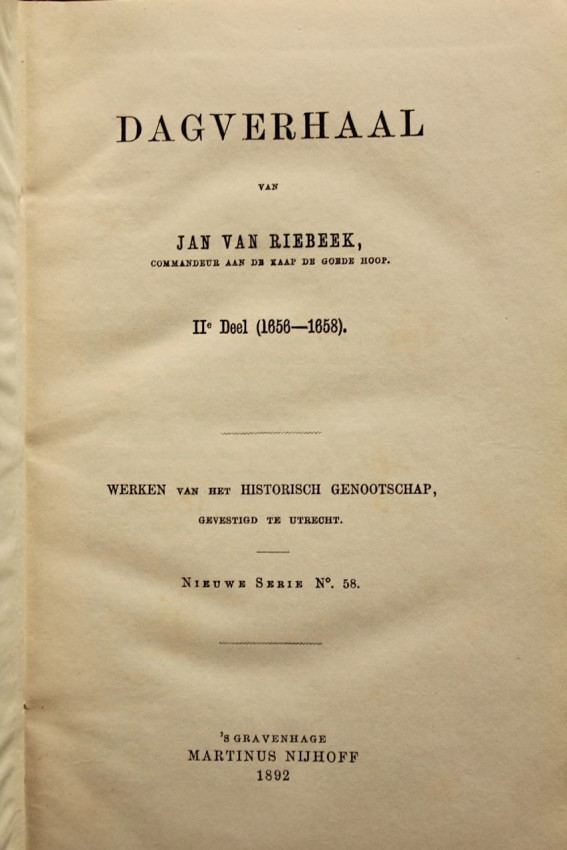 DAGVERHAAL
VAN
JAN VAN RIEBEEK,
COMMANDEUR AAN DE KAAP DE GOEDE HOOP.
IIe Deel (1656—1658).
WERKEN VAN HET HISTORISCH GENOOTSCHAP,
GEVESTIGD TE UTRECHT.
NIEUWE SERIE No. 58.
'S GRAVENHAGE
MARTINUS NIJHOFF
1892